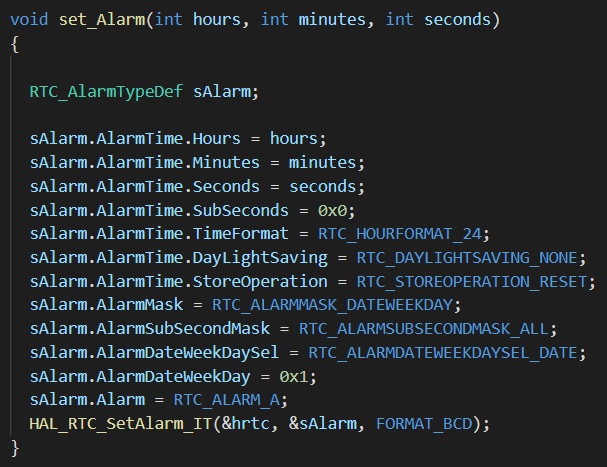 void set_Alarm(int hours, int minutes, int seconds)
{
RTC_AlarmTypeDef sAlarm;
sAlarm.AlarmTime.Hours = hours;
sAlarm.AlarmTime.Minutes = minutes;
sAlarm.AlarmTime.Seconds = seconds;
sAlarm.AlarmTime.SubSeconds = 0x0;
sAlarm.AlarmTime.TimeFormat = RTC_HOURFORMAT_24;
sAlarm.AlarmTime.DayLightSaving = RTC_DAYLIGHTSAVING_NONE;
sAlarm.AlarmTime.StoreOperation = RTC_STOREOPERATION_RESET;
sAlarm.AlarmMask = RTC_ALARMMASK_DATEWEEKDAY;
sAlarm.AlarmSubSecondMask = RTC_ALARMSUBSECONDMASK_ALL;
sAlarm.AlarmDateWeekDaySel = RTC_ALARMDATEWEEKDAYSEL_DATE;
sAlarm.AlarmDateWeekDay = 0x1;
sAlarm.Alarm = RTC_ALARM_A;
HAL_RTC_SetAlarm_IT(&hrtc, &sAlarm, FORMAT_BCD);
}